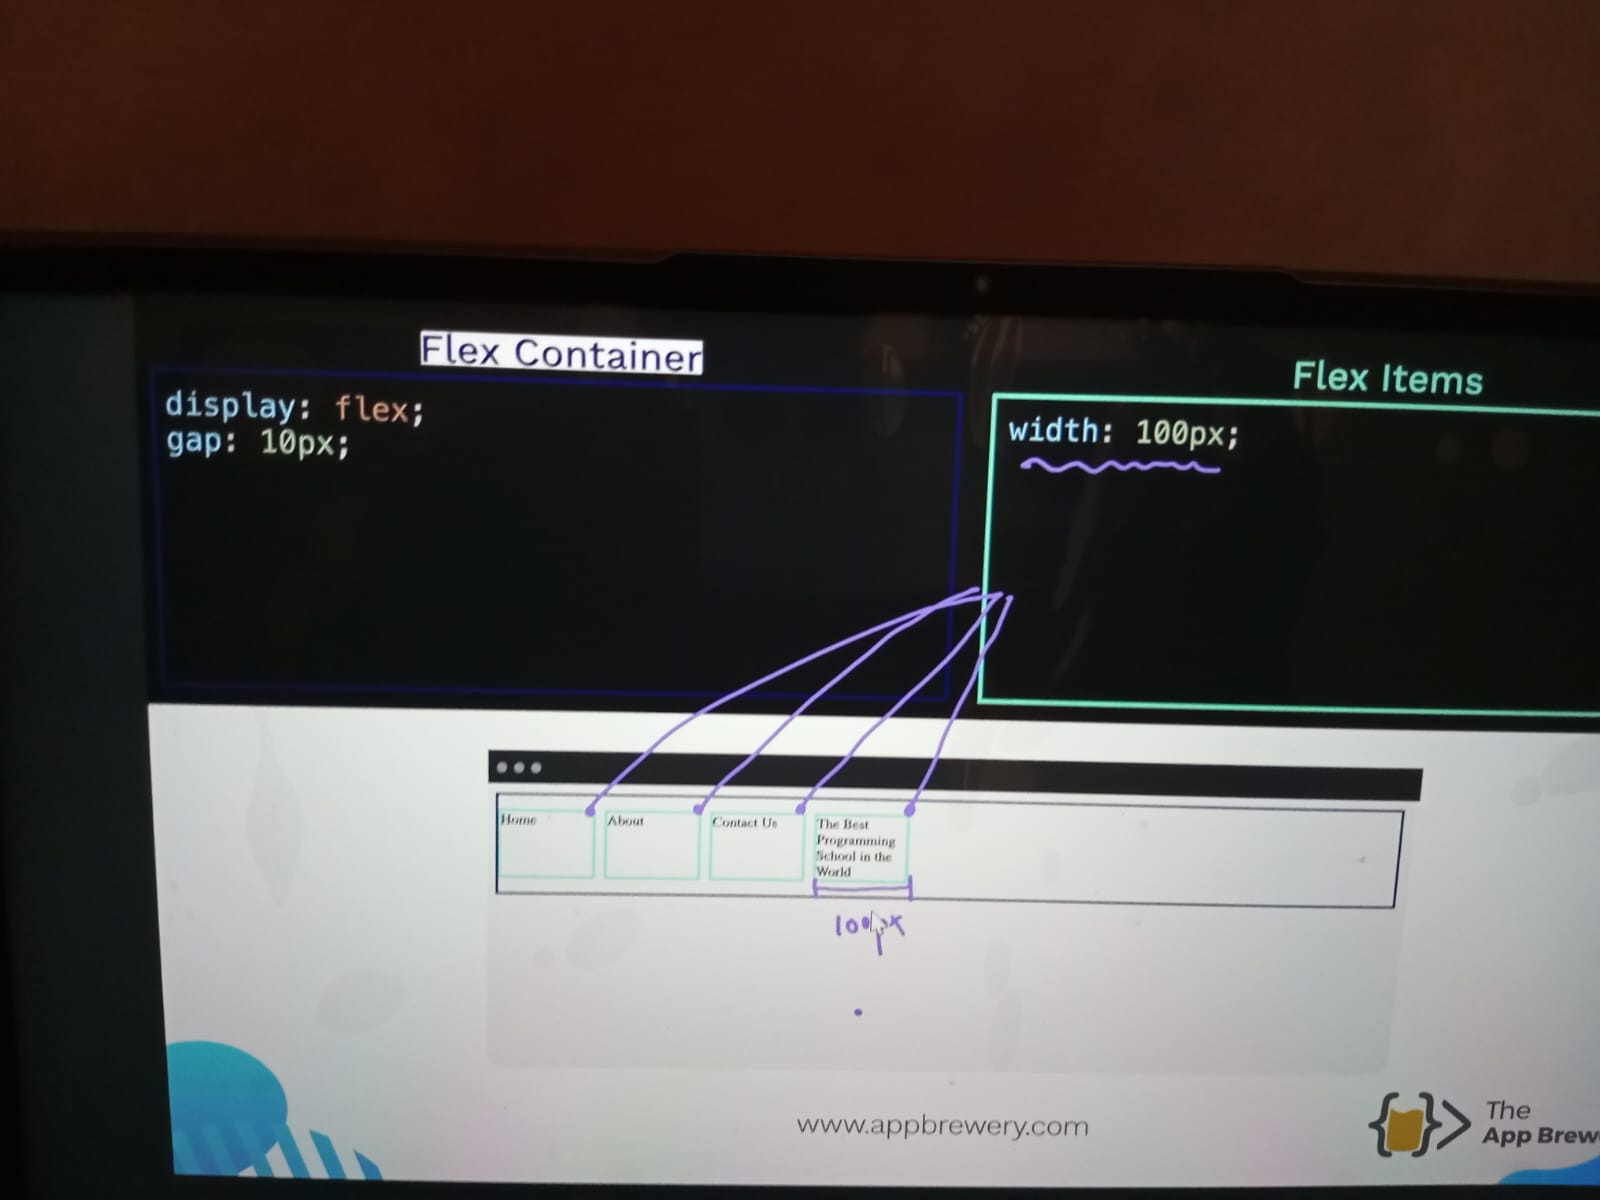 Flex Container
display: flex;
gap: 10px;
Flex Items
width: 100px;
Home
About
Contact Us
The Best
Programming
School in the
World
100px
www.appbrewery.com
The
App Brew